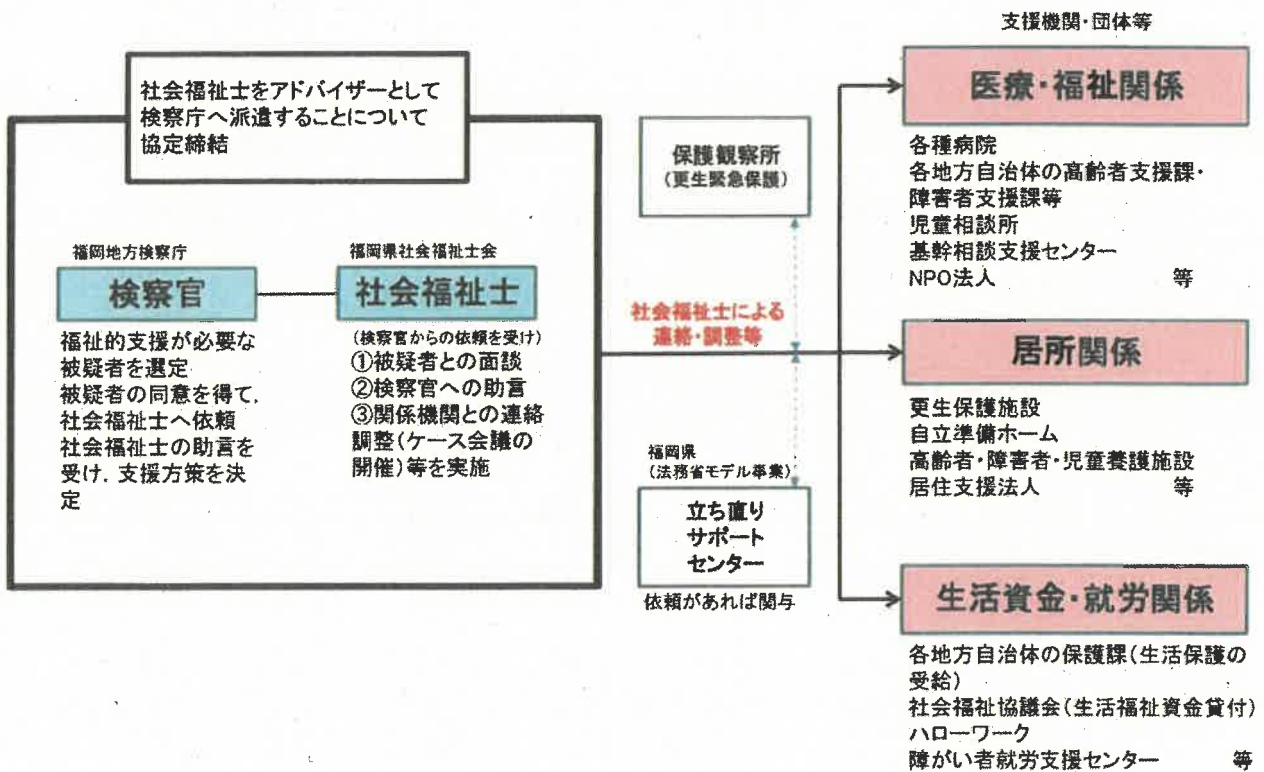 社会福祉士をアドバイザーとして
検察庁へ派遣することについて
協定締結
福岡地方検察庁
検察官
福祉的支援が必要な
被疑者を選定
被疑者の同意を得て,
社会福祉士へ依頼
社会福祉士の助言を
受け, 支援方策を決
定
福岡県社会福祉士会
社会福祉士
(検察官からの依頼を受け)
①被疑者との面談
②検察官への助言
③関係機関との連絡
調整(ケース会議の
開催)等を実施
保護観察所
(更生緊急保護)
社会福祉士による
連絡・調整等
福岡県
(法務省モデル事業)
立ち直り
サポート
センター
依頼があれば関与
支援機関・団体等
医療・福祉関係
各種病院
各地方自治体の高齢者支援課・
障害者支援課等
児童相談所
基幹相談支援センター
NPO法人 等
居所関係
更生保護施設
自立準備ホーム
高齢者・障害者・児童養護施設
居住支援法人 等
生活資金・就労関係
各地方自治体の保護課(生活保護の
受給)
社会福祉協議会(生活福祉資金貸付)
ハローワーク
障がい者就労支援センター 等